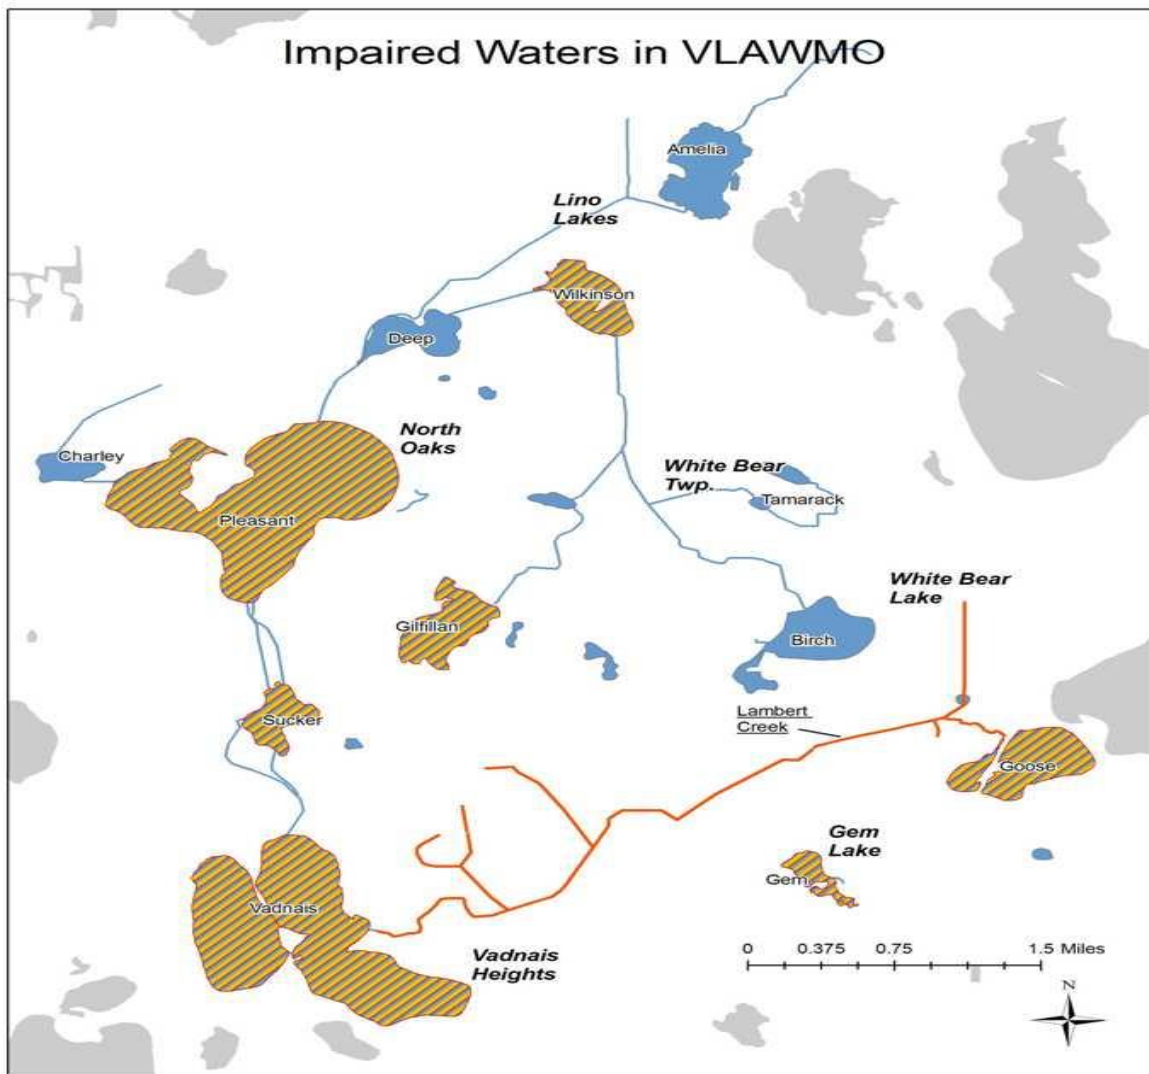 Impaired Waters in VLAWMO
Amelia
Lino
Lakes
Wilkinson
Deep
North
Oaks
Charley
White Bear
Twp.
Tamarack
Pleasant
White Bear
Lake
Gilfillan
Birch
Lambert
Creek
Sucker
Goose
Gem
Lake
Gem
Vadnais
Vadnais
Heights
0 0.375 0.75 1.5 Miles
N